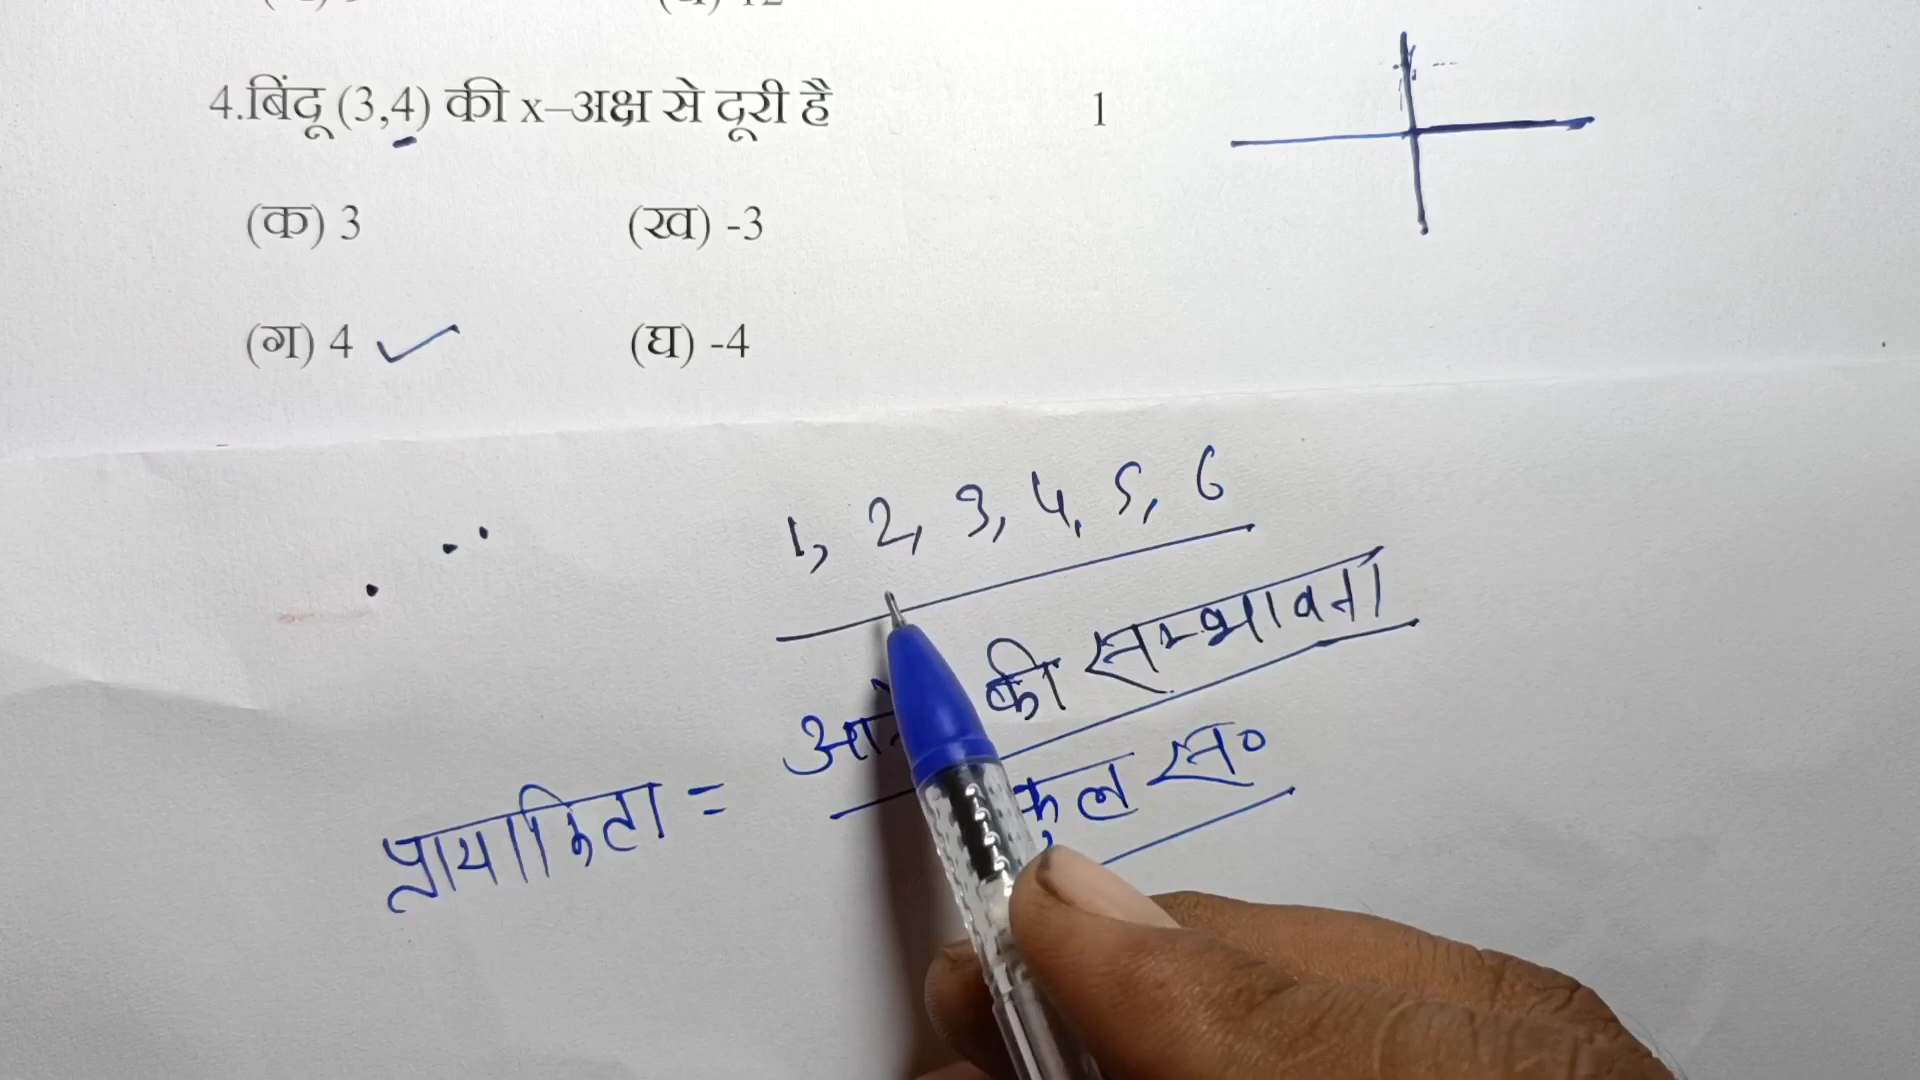 4.बिंदू (3,4) की x–अक्ष से दूरी है 1
(क) 3 (ख) -3
(ग) 4 (घ) -4
1, 2, 3, 4, 5, 6
की सम्भावना
प्रायिकता = कुल सं०